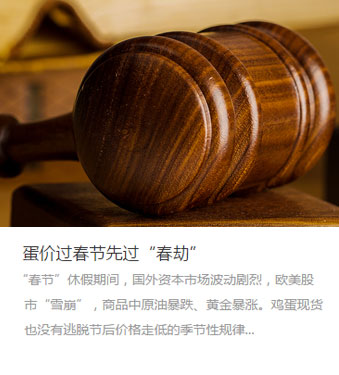 蛋价过春节先过“春劫”
“春节”休假期间，国外资本市场波动剧烈，欧美股
市“雪崩”，商品中原油暴跌、黄金暴涨。鸡蛋现货
也没有逃脱节后价格走低的季节性规律...